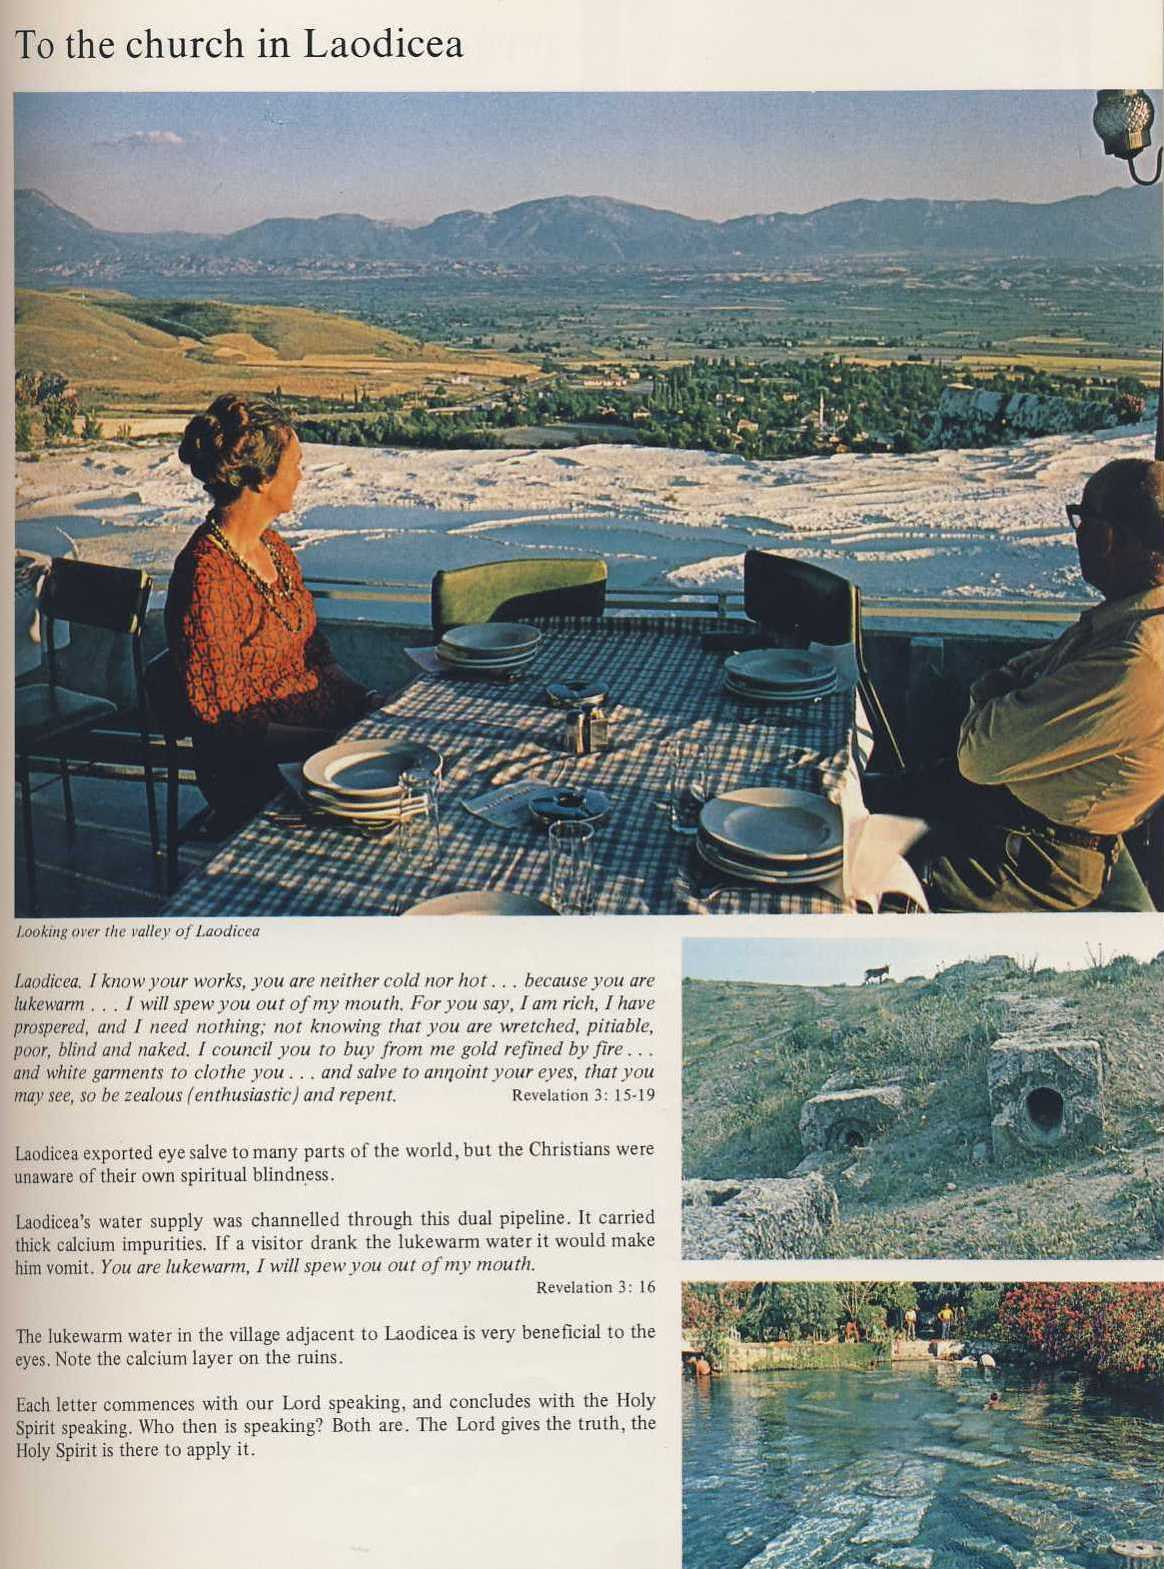 To the church in Laodicea
Looking over the valley of Laodicea
Laodicea. I know your works, you are neither cold nor hot . . . because you are
lukewarm . . . I will spew you out of my mouth. For you say, I am rich, I have
prospered, and I need nothing; not knowing that you are wretched, pitiable,
poor, blind and naked. I council you to buy from me gold refined by fire . . .
and white garments to clothe you . . . and salve to annoint your eyes, that you
may see, so be zealous (enthusiastic) and repent. Revelation 3: 15-19
Laodicea exported eye salve to many parts of the world, but the Christians were
unaware of their own spiritual blindness.
Laodicea's water supply was channelled through this dual pipeline. It carried
thick calcium impurities. If a visitor drank the lukewarm water it would make
him vomit. You are lukewarm, I will spew you out of my mouth.
Revelation 3: 16
The lukewarm water in the village adjacent to Laodicea is very beneficial to the
eyes. Note the calcium layer on the ruins.
Each letter commences with our Lord speaking, and concludes with the Holy
Spirit speaking. Who then is speaking? Both are. The Lord gives the truth, the
Holy Spirit is there to apply it.